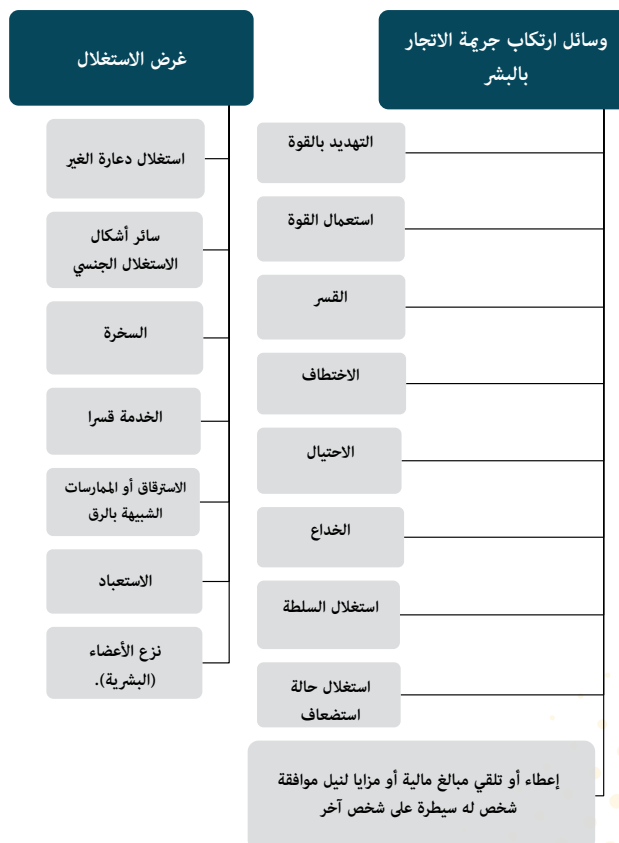 وسائل ارتكاب جريمة الاتجار
بالبشر
التهديد بالقوة
استعمال القوة
القسر
الاختطاف
الاحتيال
الخداع
استغلال السلطة
استغلال حالة
استضعاف
إعطاء أو تلقي مبالغ مالية أو مزايا لنيل موافقة
شخص له سيطرة على شخص آخر
غرض الاستغلال
استغلال دعارة الغير
سائر أشكال
الاستغلال الجنسي
السخرة
الخدمة قسرا
الاسترقاق أو الممارسات
الشبيهة بالرق
الاستعباد
نزع الأعضاء
(البشرية).